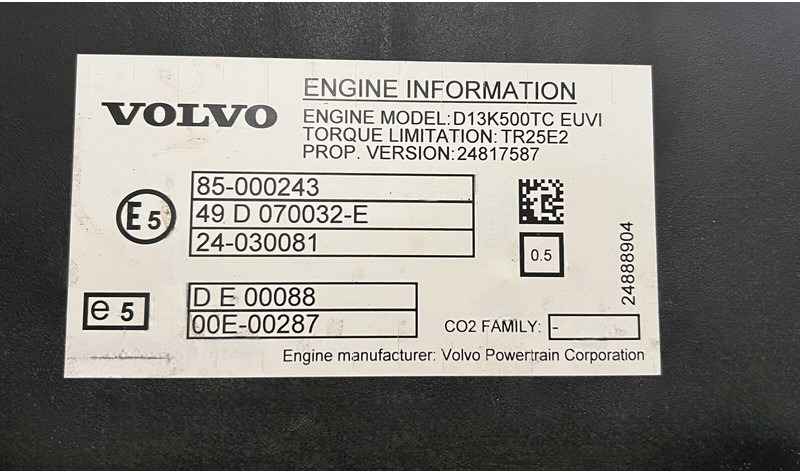 VOLVO
ENGINE INFORMATION
ENGINE MODEL:D13K500TC EUVI
TORQUE LIMITATION:TR25E2
PROP. VERSION:24817587
E5
85-000243
49 D 070032-E
24-030081
0.5
24888904
e 5
D E 00088
00E-00287
CO2 FAMILY: -
Engine manufacturer: Volvo Powertrain Corporation